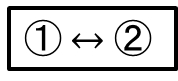 ① ↔ ②